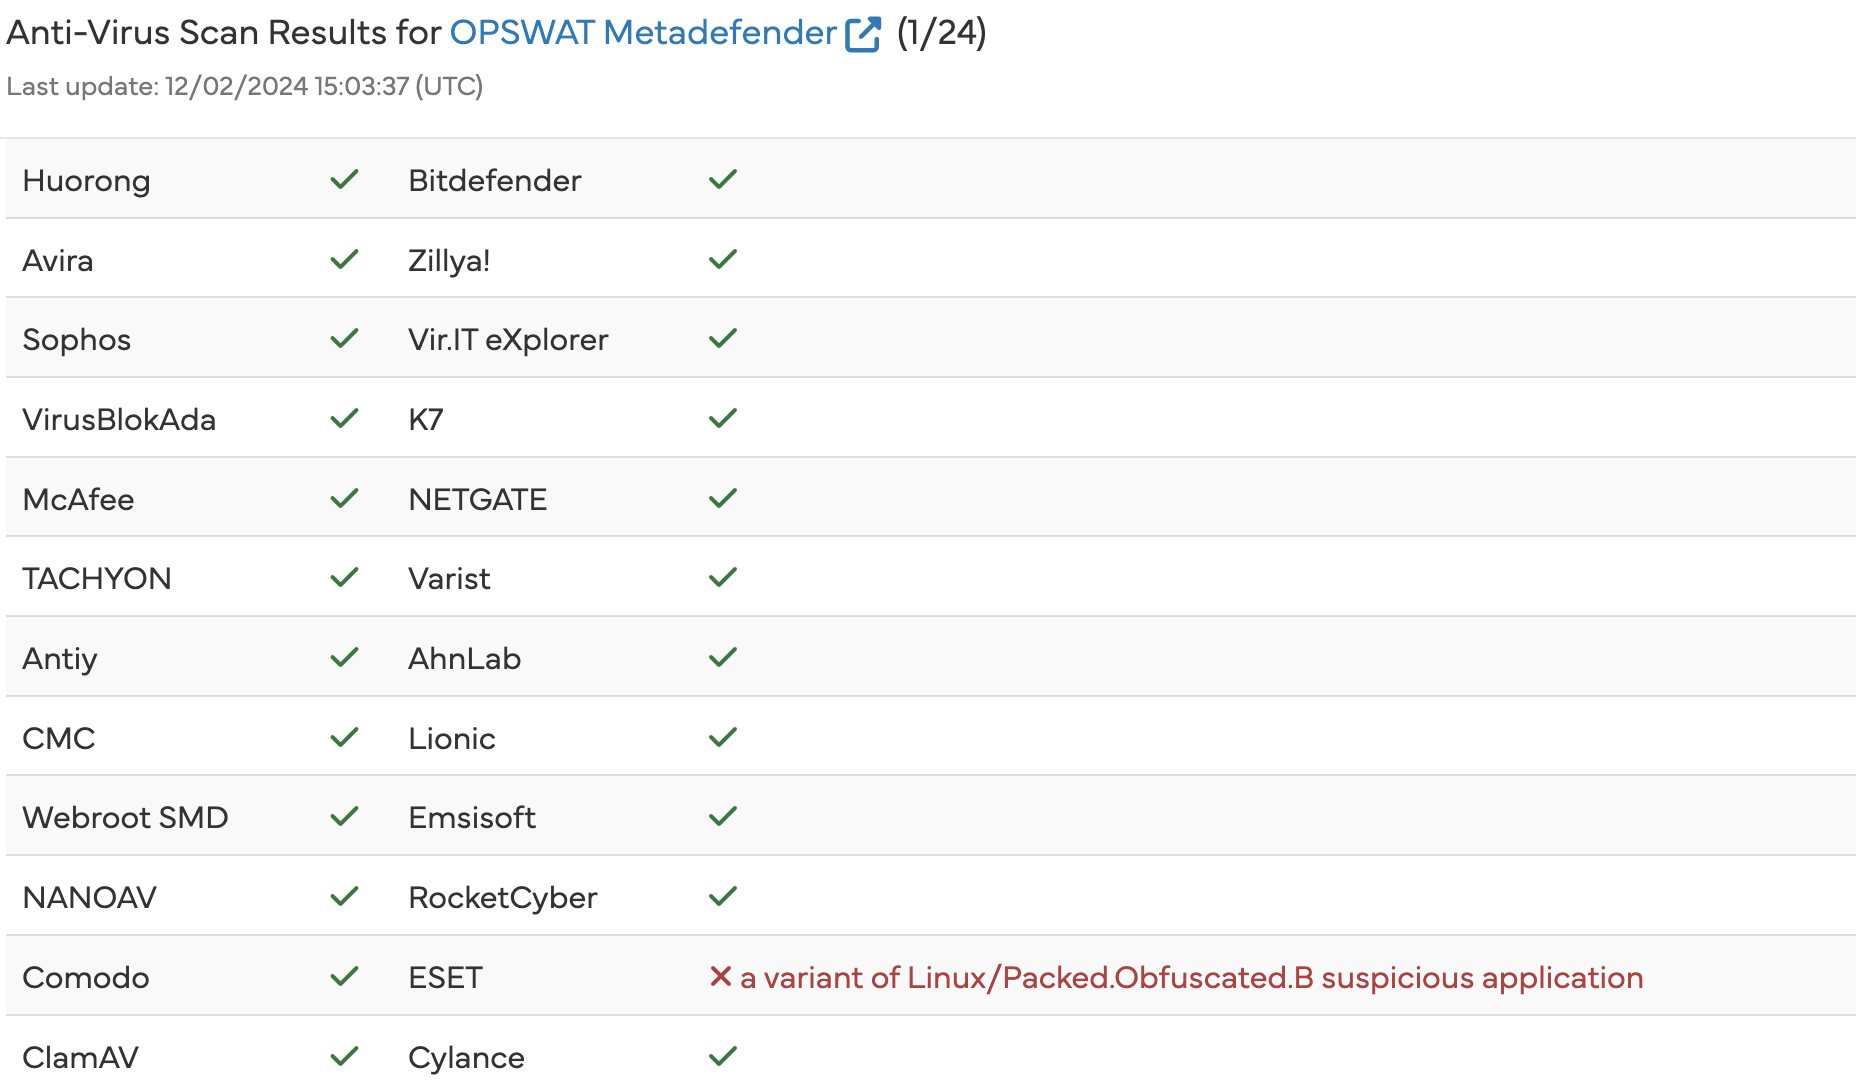 Anti-Virus Scan Results for OPSWAT Metadefender (1/24)
Last update: 12/02/2024 15:03:37 (UTC)
Huorong Bitdefender
Avira Zillya!
Sophos Vir.IT eXplorer
VirusBlokAda K7
McAfee NETGATE
TACHYON Varist
Antiy AhnLab
CMC Lionic
Webroot SMD Emsisoft
NANOAV RocketCyber
Comodo ESET a variant of Linux/Packed.Obfuscated.B suspicious application
ClamAV Cylance